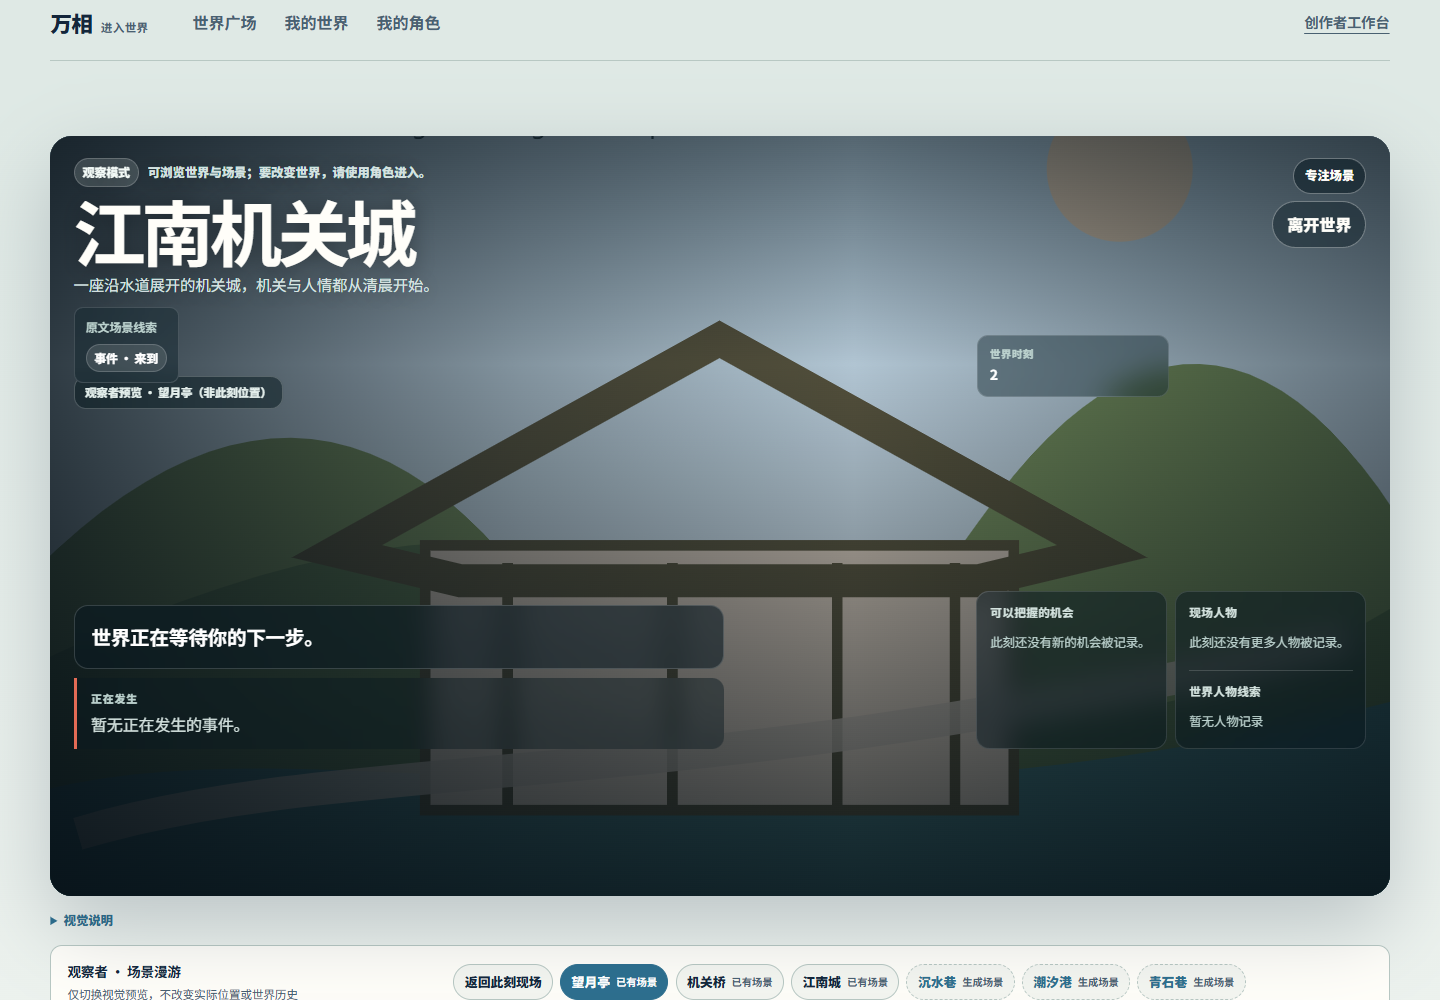 万相 进入世界 世界广场 我的世界 我的角色 创作者工作台
观察模式 可浏览世界与场景；要改变世界，请使用角色进入。
专注场景
江南机关城
离开世界
一座沿水道展开的机关城，机关与人情都从清晨开始。
原文场景线索
事件 · 来到
观察者预览 · 望月亭（非此刻位置）
世界时刻
2
世界正在等待你的下一步。
正在发生
暂无正在发生的事件。
可以把握的机会
此刻还没有新的机会被记录。
现场人物
此刻还没有更多人物被记录。
世界人物线索
暂无人物记录
视觉说明
观察者 · 场景漫游
仅切换视觉预览，不改变实际位置或世界历史
返回此刻现场 望月亭 已有场景 机关桥 已有场景 江南城 已有场景 沉水巷 生成场景 潮汐港 生成场景 青石巷 生成场景